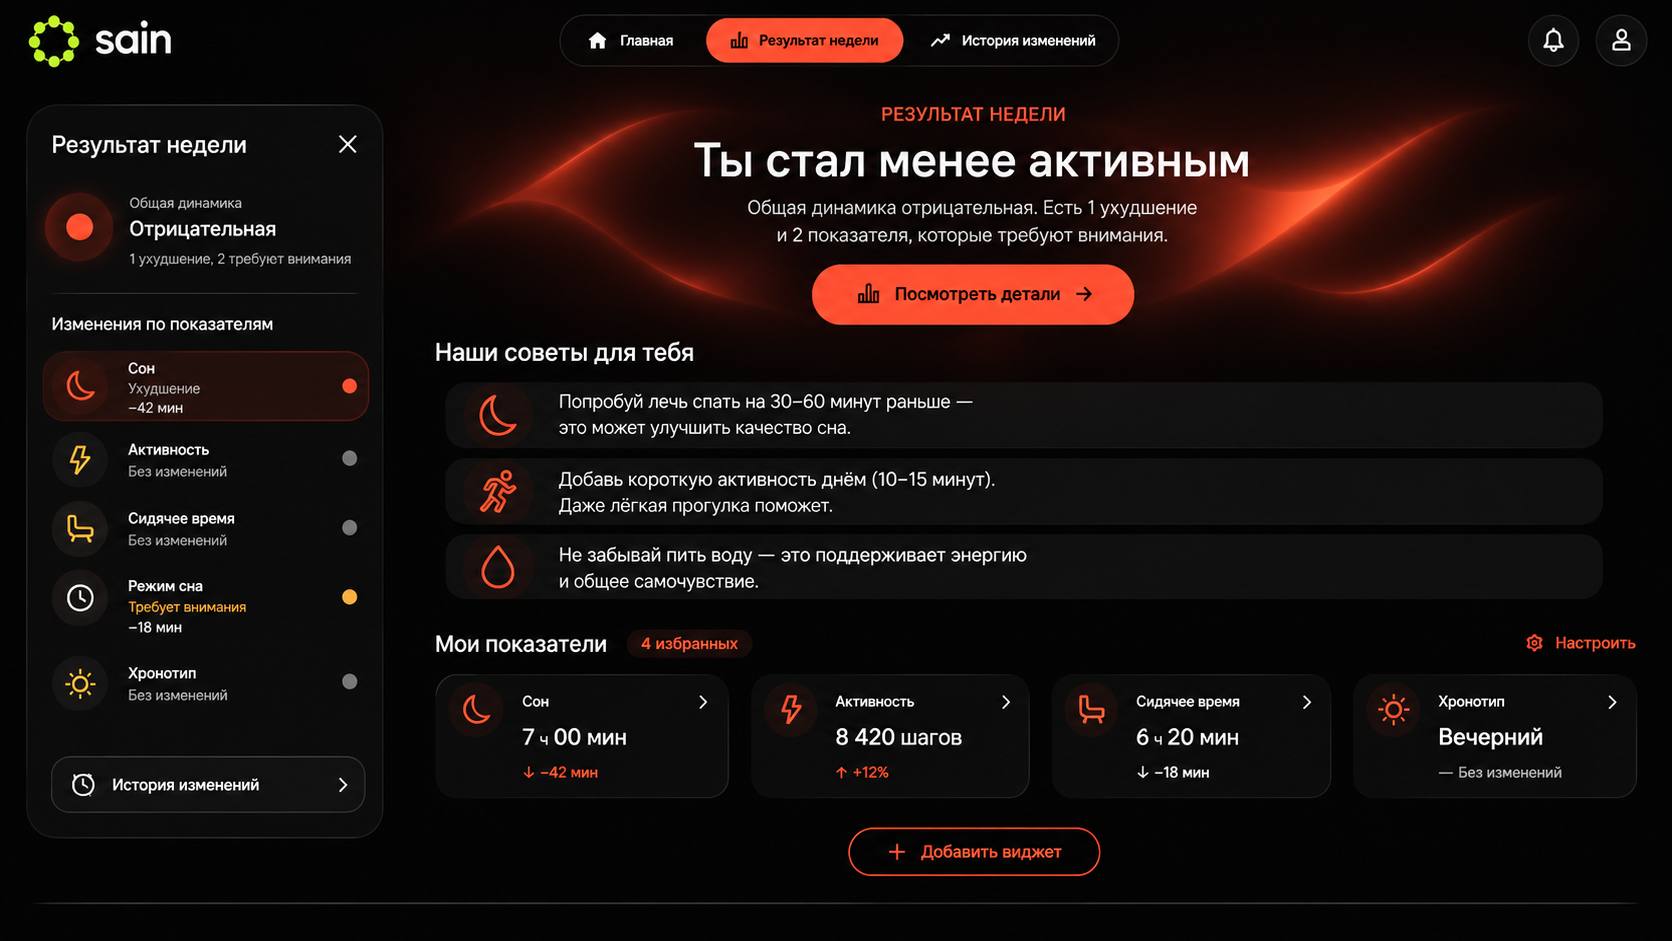 sain
Главная
Результат недели
История изменений
Результат недели
Общая динамика
Отрицательная
1 ухудшение, 2 требуют внимания
Изменения по показателям
Сон
Ухудшение
−42 мин
Активность
Без изменений
Сидячее время
Без изменений
Режим сна
Требует внимания
−18 мин
Хронотип
Без изменений
История изменений
РЕЗУЛЬТАТ НЕДЕЛИ
Ты стал менее активным
Общая динамика отрицательная. Есть 1 ухудшение
и 2 показателя, которые требуют внимания.
Посмотреть детали →
Наши советы для тебя
Попробуй лечь спать на 30–60 минут раньше —
это может улучшить качество сна.
Добавь короткую активность днём (10–15 минут).
Даже лёгкая прогулка поможет.
Не забывай пить воду — это поддерживает энергию
и общее самочувствие.
Мои показатели
4 избранных
Настроить
Сон
7 ч 00 мин
↓ −42 мин
Активность
8 420 шагов
↑ +12%
Сидячее время
6 ч 20 мин
↓ −18 мин
Хронотип
Вечерний
— Без изменений
+ Добавить виджет